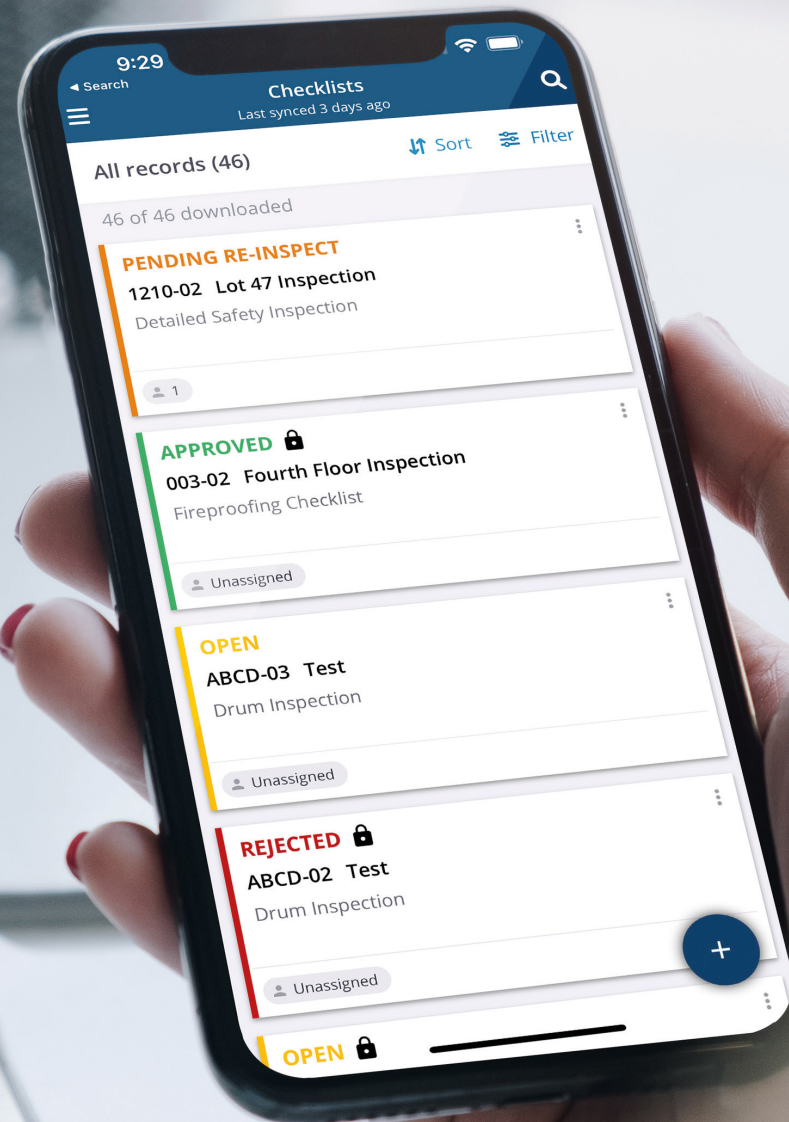 9:29
◀ Search
Checklists
Last synced 3 days ago
All records (46)
Sort
Filter
46 of 46 downloaded
PENDING RE-INSPECT
1210-02 Lot 47 Inspection
Detailed Safety Inspection
1
APPROVED
003-02 Fourth Floor Inspection
Fireproofing Checklist
Unassigned
OPEN
ABCD-03 Test
Drum Inspection
Unassigned
REJECTED
ABCD-02 Test
Drum Inspection
+
Unassigned
OPEN